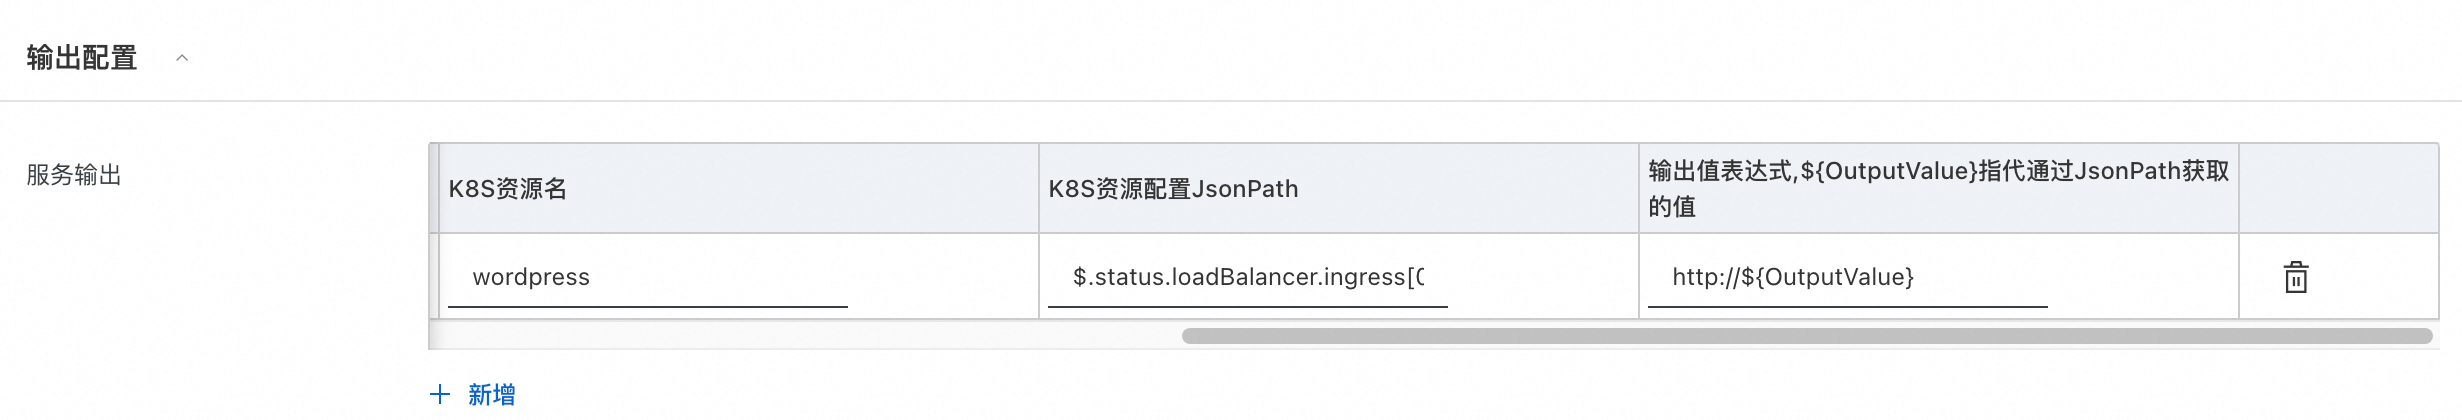 输出配置
服务输出
K8S资源名
K8S资源配置JsonPath
输出值表达式,${OutputValue}指代通过JsonPath获取
的值
wordpress
$.status.loadBalancer.ingress[
http://${OutputValue}
新增